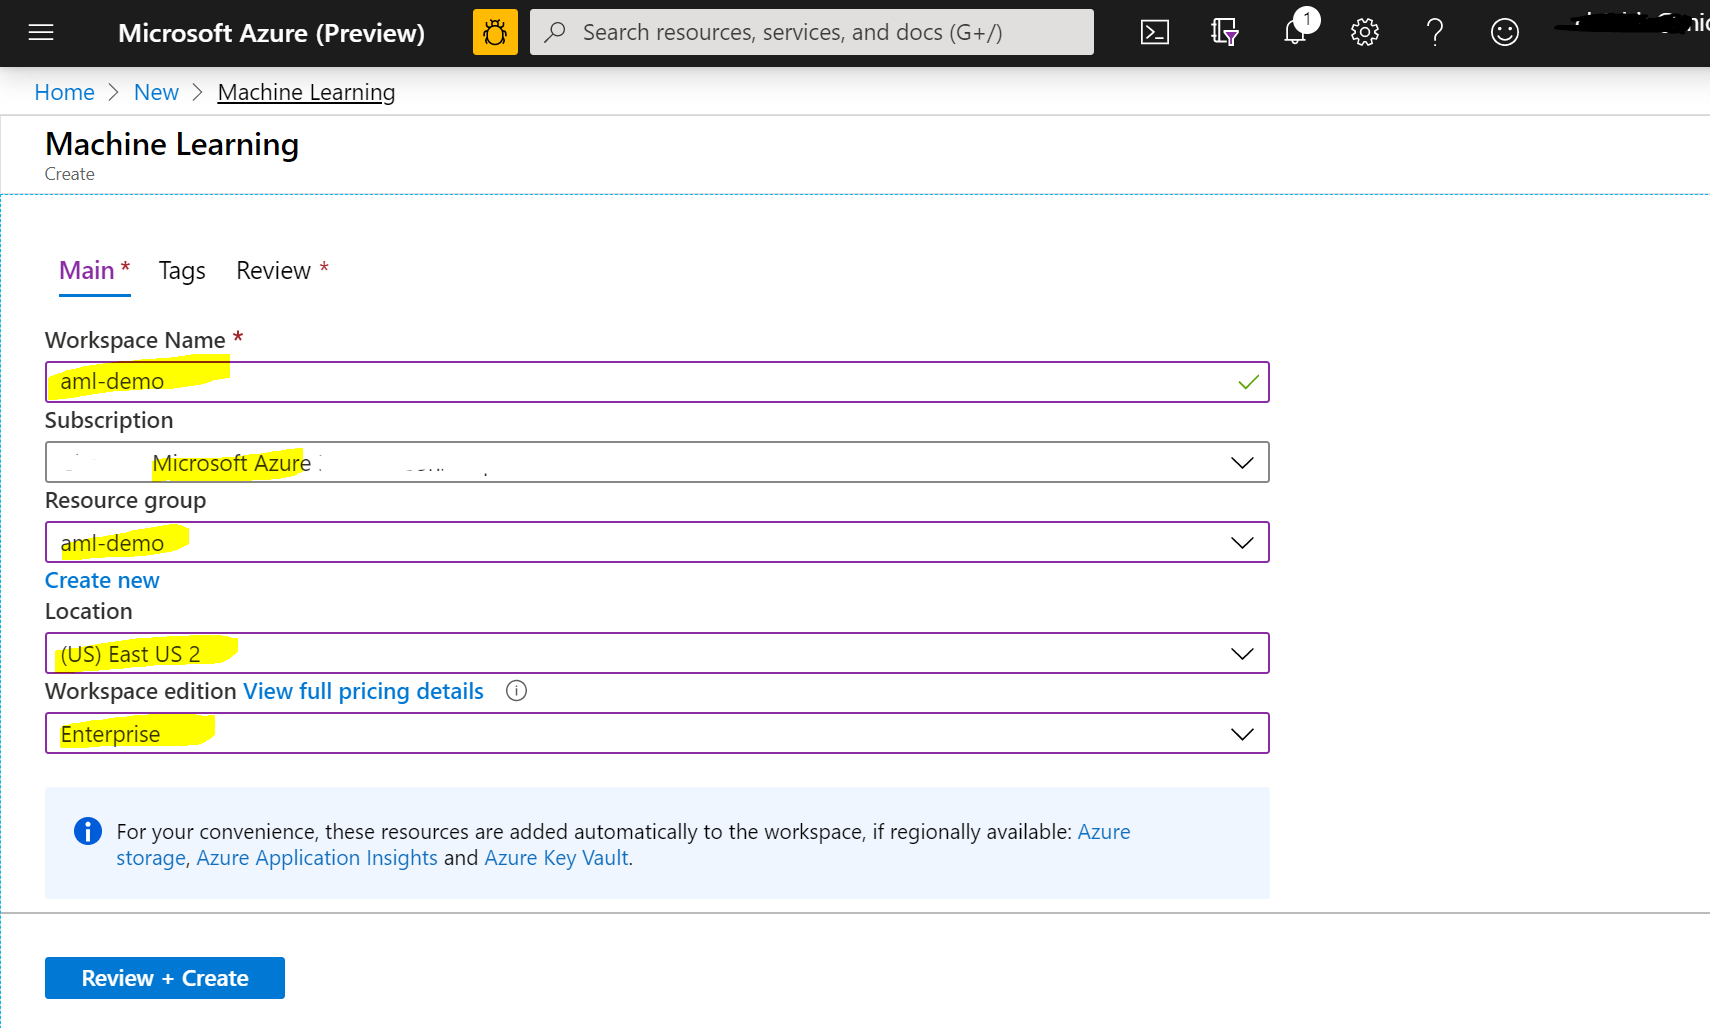 Microsoft Azure (Preview)
Search resources, services, and docs (G+/)
1
Home > New > Machine Learning
Machine Learning
Create
Main * Tags Review *
Workspace Name *
aml-demo
Subscription
Microsoft Azure
Resource group
aml-demo
Create new
Location
(US) East US 2
Workspace edition View full pricing details
Enterprise
For your convenience, these resources are added automatically to the workspace, if regionally available: Azure
storage, Azure Application Insights and Azure Key Vault.
Review + Create